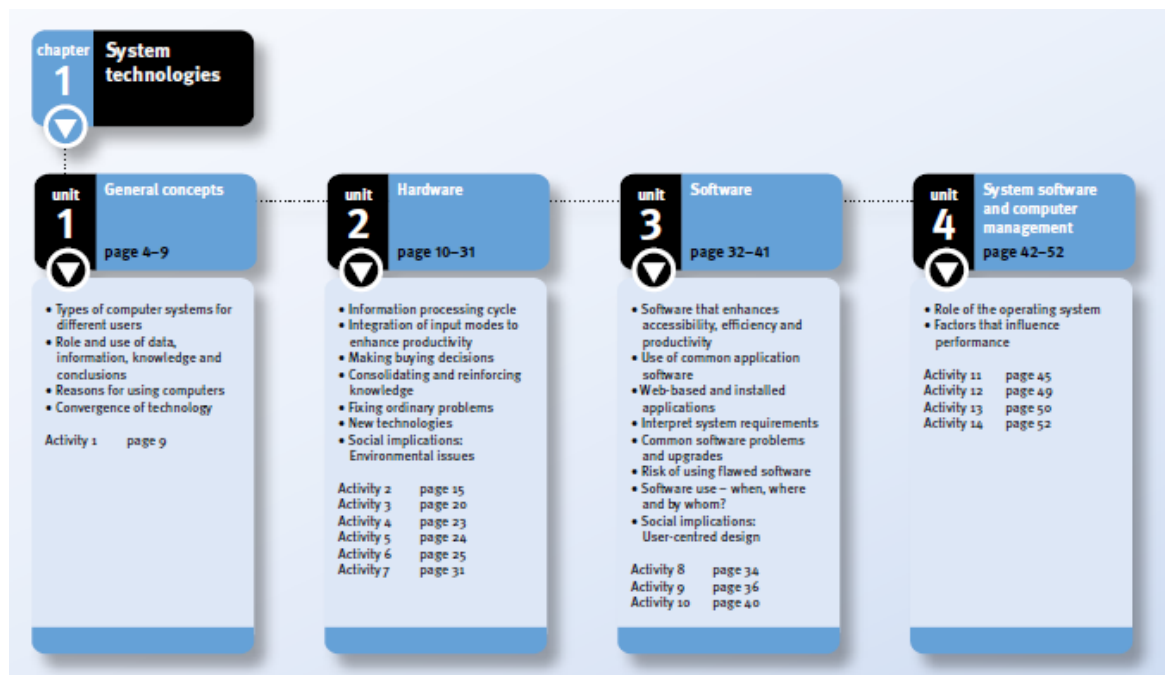 chapter
1
System
technologies
unit
1
General concepts
page 4–9
• Types of computer systems for
different users
• Role and use of data,
information, knowledge and
conclusions
• Reasons for using computers
• Convergence of technology
Activity 1 page 9
unit
2
Hardware
page 10–31
• Information processing cycle
• Integration of input modes to
enhance productivity
• Making buying decisions
• Consolidating and reinforcing
knowledge
• Fixing ordinary problems
• New technologies
• Social implications:
Environmental issues
Activity 2 page 15
Activity 3 page 20
Activity 4 page 23
Activity 5 page 24
Activity 6 page 25
Activity 7 page 31
unit
3
Software
page 32–41
• Software that enhances
accessibility, efficiency and
productivity
• Use of common application
software
• Web-based and installed
applications
• Interpret system requirements
• Common software problems
and upgrades
• Risk of using flawed software
• Software use – when, where
and by whom?
• Social implications:
User-centred design
Activity 8 page 34
Activity 9 page 36
Activity 10 page 40
unit
4
System software
and computer
management
page 42–52
• Role of the operating system
• Factors that influence
performance
Activity 11 page 45
Activity 12 page 49
Activity 13 page 50
Activity 14 page 52